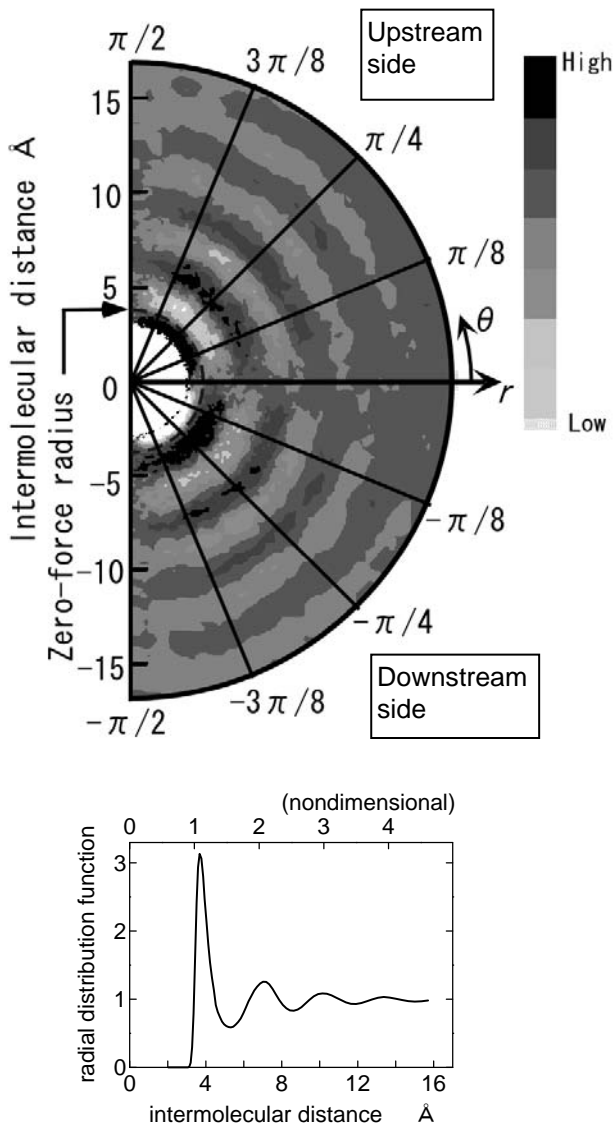 π/2
Upstream
side
3π/8
High
15
π/4
10
π/8
Intermolecular distance Å
Zero-force radius
5
θ
0
r
Low
-5
-π/8
-10
-π/4
-15
Downstream
side
-3π/8
-π/2
(nondimensional)
0 1 2 3 4
radial distribution function
3
2
1
0
0 4 8 12 16
intermolecular distance Å